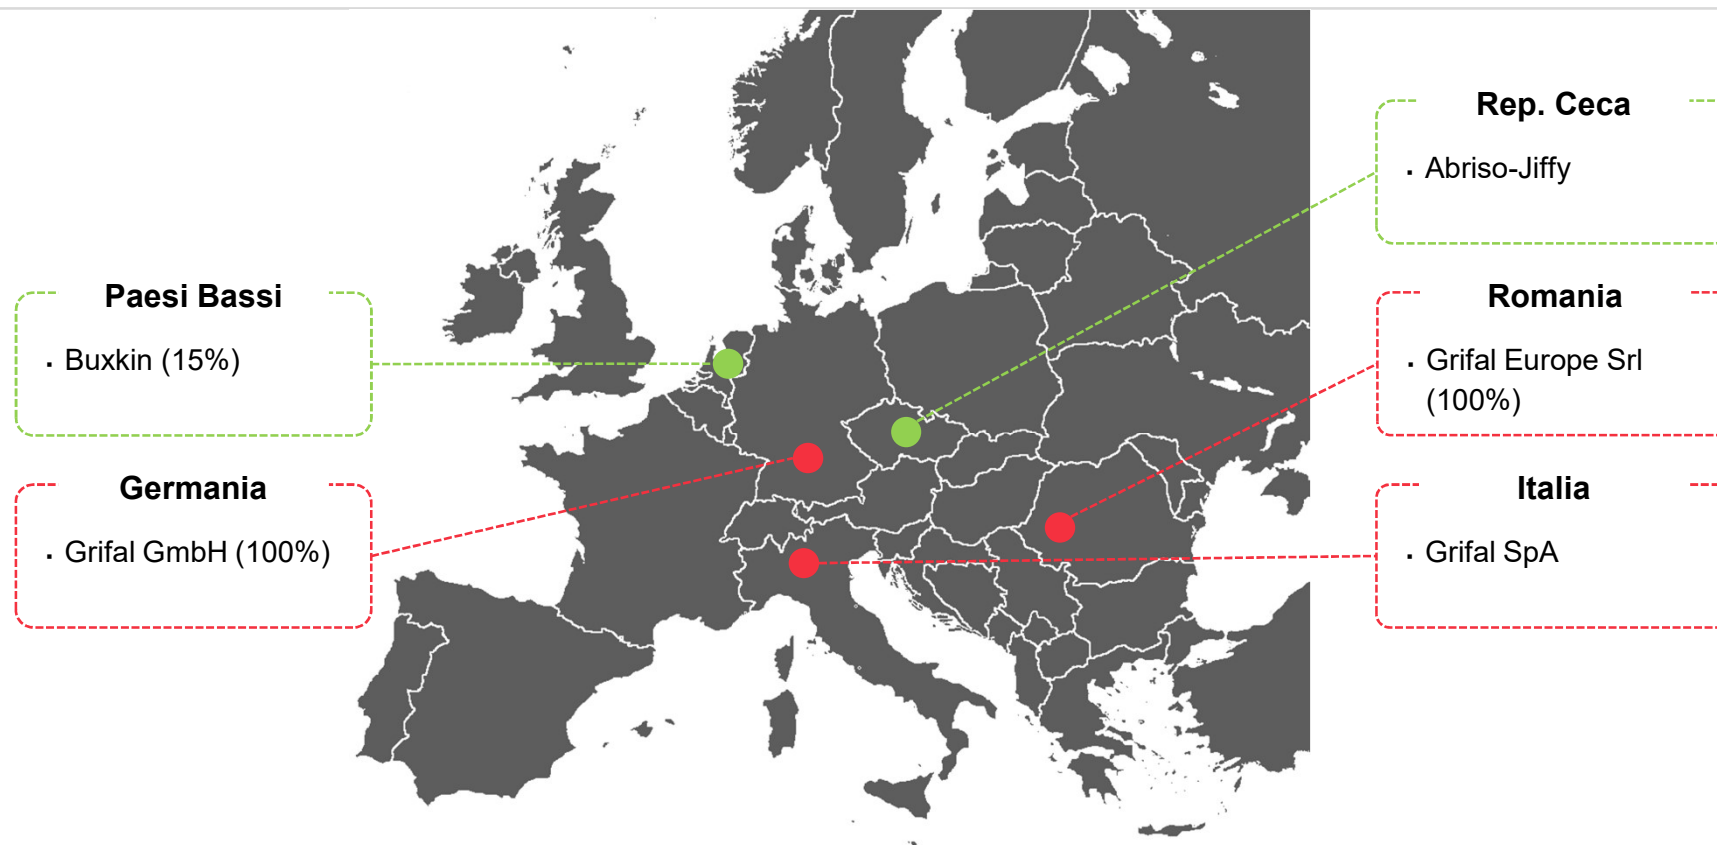 Rep. Ceca
▪ Abriso-Jiffy
Paesi Bassi
▪ Buxkin (15%)
Romania
▪ Grifal Europe Srl
(100%)
Germania
▪ Grifal GmbH (100%)
Italia
▪ Grifal SpA